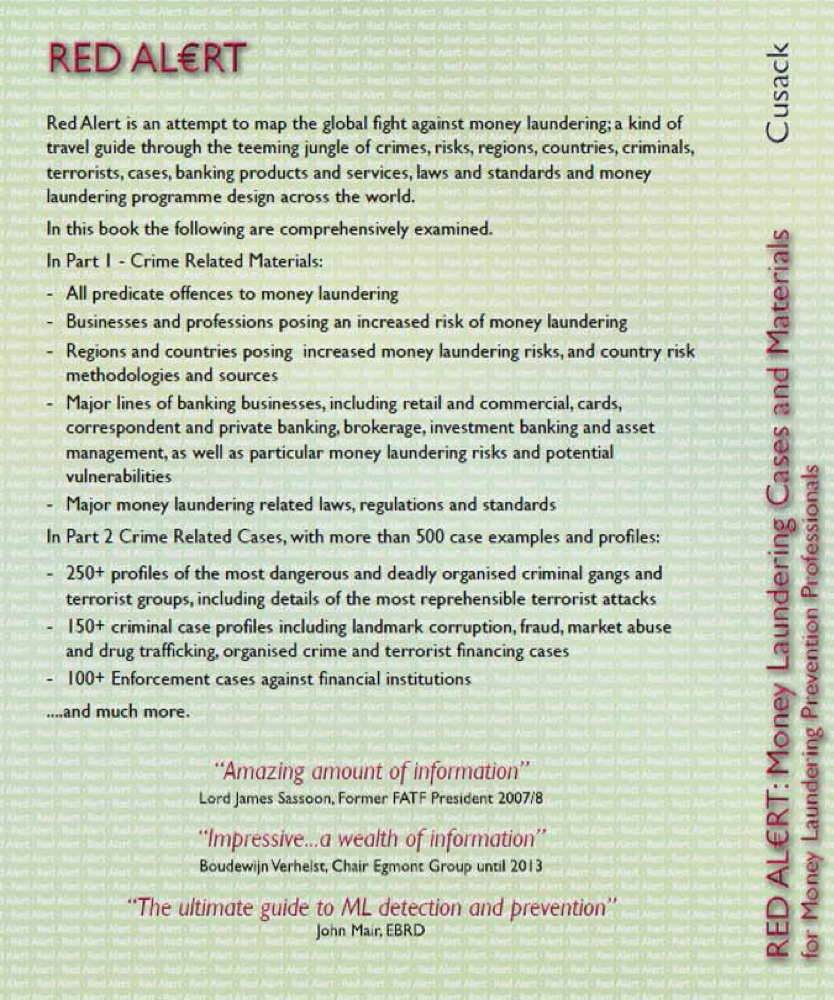 RED AL€RT
Red Alert is an attempt to map the global fight against money laundering; a kind of
travel guide through the teeming jungle of crimes, risks, regions, countries, criminals,
terrorists, cases, banking products and services, laws and standards and money
laundering programme design across the world.
In this book the following are comprehensively examined.
In Part 1 - Crime Related Materials:
- All predicate offences to money laundering
- Businesses and professions posing an increased risk of money laundering
- Regions and countries posing increased money laundering risks, and country risk
methodologies and sources
- Major lines of banking businesses, including retail and commercial, cards,
correspondent and private banking, brokerage, investment banking and asset
management, as well as particular money laundering risks and potential
vulnerabilities
- Major money laundering related laws, regulations and standards
In Part 2 Crime Related Cases, with more than 500 case examples and profiles:
- 250+ profiles of the most dangerous and deadly organised criminal gangs and
terrorist groups, including details of the most reprehensible terrorist attacks
- 150+ criminal case profiles including landmark corruption, fraud, market abuse
and drug trafficking, organised crime and terrorist financing cases
- 100+ Enforcement cases against financial institutions
....and much more.
“Amazing amount of information”
Lord James Sassoon, Former FATF President 2007/8
“Impressive...a wealth of information”
Boudewijn Verhelst, Chair Egmont Group until 2013
“The ultimate guide to ML detection and prevention”
John Mair, EBRD
RED AL€RT: Money Laundering Cases and Materials
for Money Laundering Prevention Professionals
Cusack